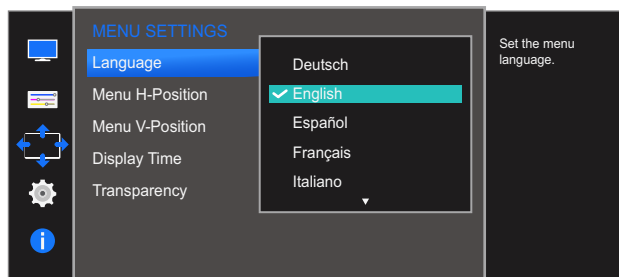 MENU SETTINGS
Language
Menu H-Position
Menu V-Position
Display Time
Transparency
Deutsch
English
Español
Français
Italiano
Set the menu
language.